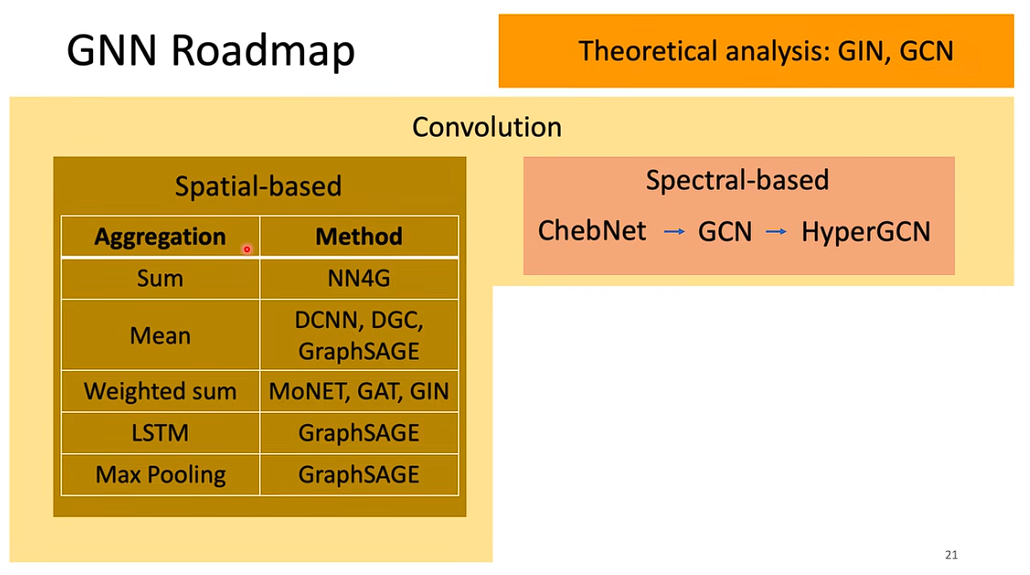 GNN Roadmap
Theoretical analysis: GIN, GCN
Convolution
Spatial-based
Aggregation Method
Sum NN4G
Mean DCNN, DGC,
GraphSAGE
Weighted sum MoNET, GAT, GIN
LSTM GraphSAGE
Max Pooling GraphSAGE
Spectral-based
ChebNet → GCN → HyperGCN
21